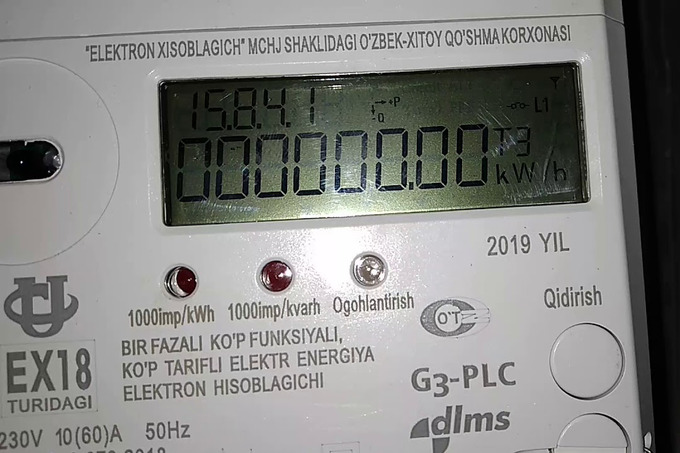 "ELEKTRON XISOBLAGICH" MCHJ SHAKLIDAGI O'ZBEK-XITOY QO'SHMA KORXONASI
15.8.4.1 +P -Q L1
000000.00 T3 kW h
2019 YIL
1000imp/kWh 1000imp/kvarh Ogohlantirish
Qidirish
O'T
BIR FAZALI KO'P FUNKSIYALI,
KO'P TARIFLI ELEKTR ENERGIYA
ELEKTRON HISOBLAGICHI
EX18
TURIDAGI
G3-PLC
dlms
230V 10(60)A 50Hz